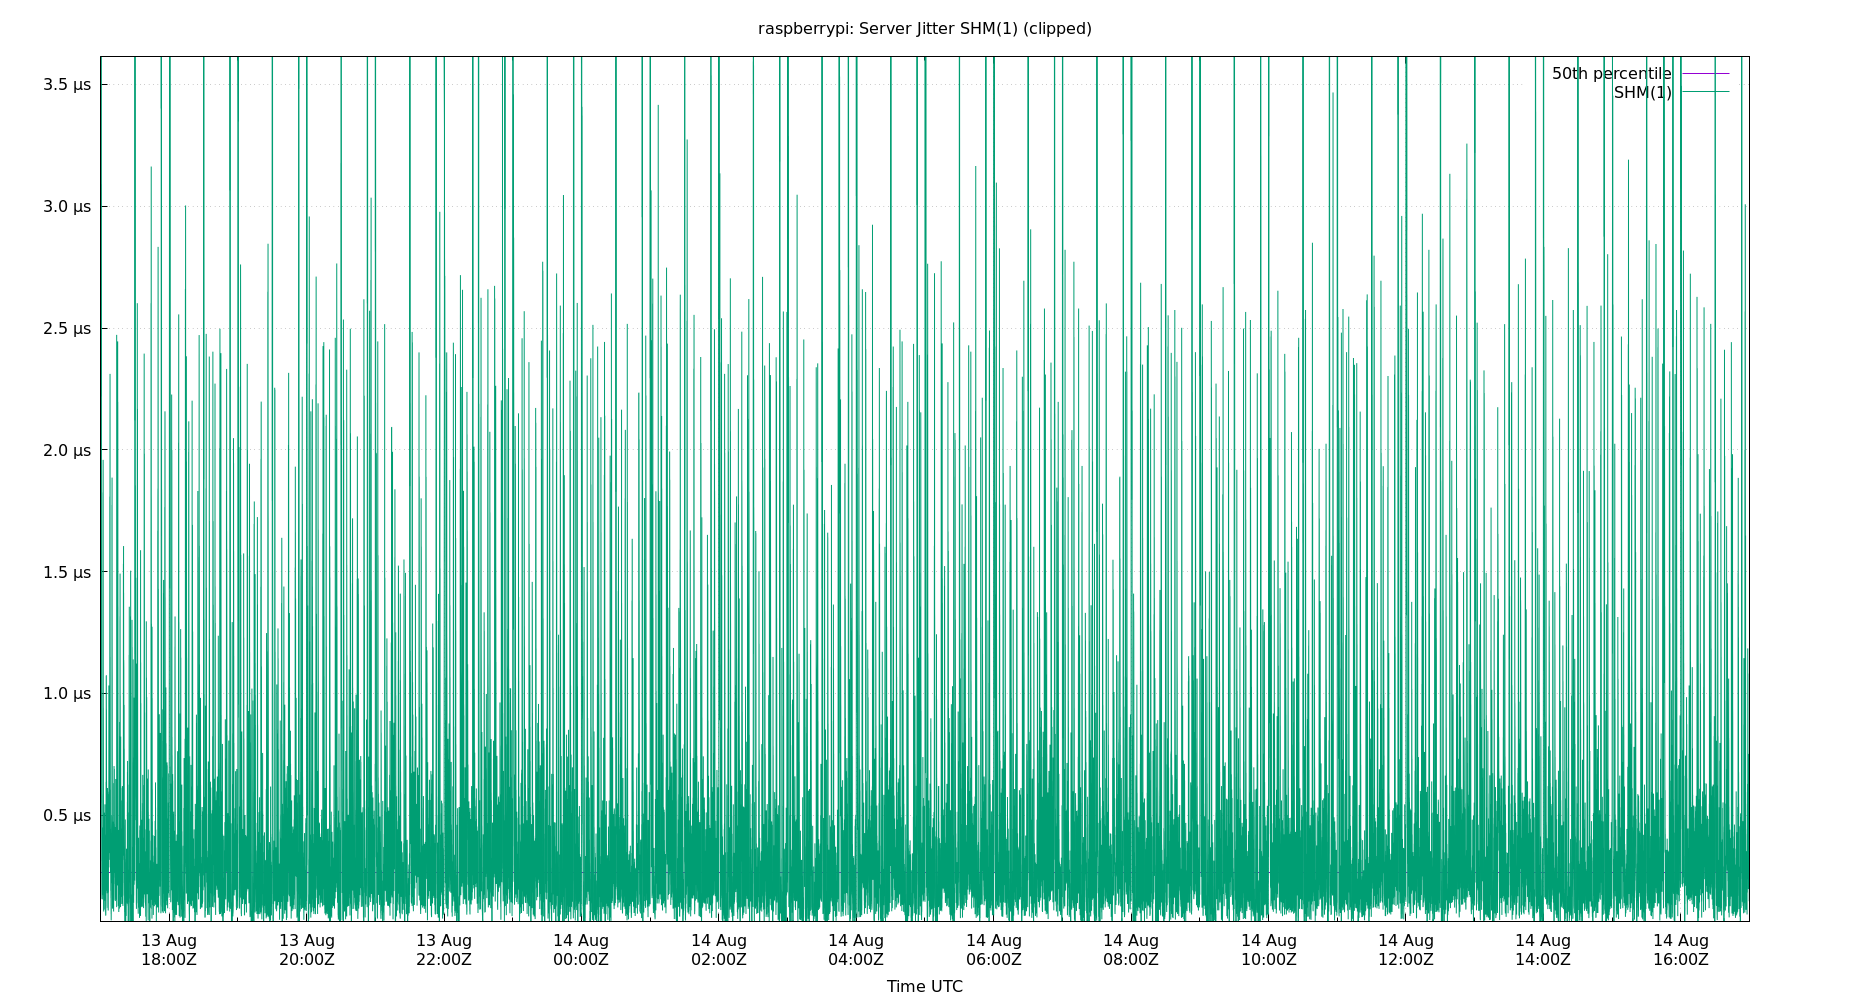 raspberrypi: Server Jitter SHM(1) (clipped)
50th percentile
SHM(1)
3.5 µs
3.0 µs
2.5 µs
2.0 µs
1.5 µs
1.0 µs
0.5 µs
13 Aug 13 Aug 13 Aug 14 Aug 14 Aug 14 Aug 14 Aug 14 Aug 14 Aug 14 Aug 14 Aug 14 Aug
18:00Z 20:00Z 22:00Z 00:00Z 02:00Z 04:00Z 06:00Z 08:00Z 10:00Z 12:00Z 14:00Z 16:00Z
Time UTC